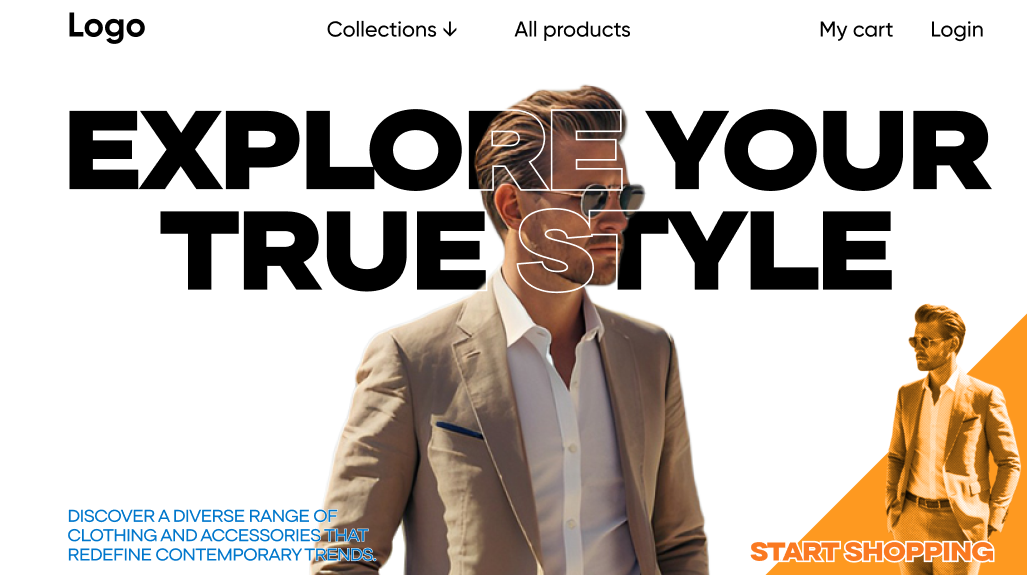 Logo
Collections ↓
All products
My cart
Login
EXPLORE YOUR
TRUE STYLE
DISCOVER A DIVERSE RANGE OF
CLOTHING AND ACCESSORIES THAT
REDEFINE CONTEMPORARY TRENDS.
START SHOPPING